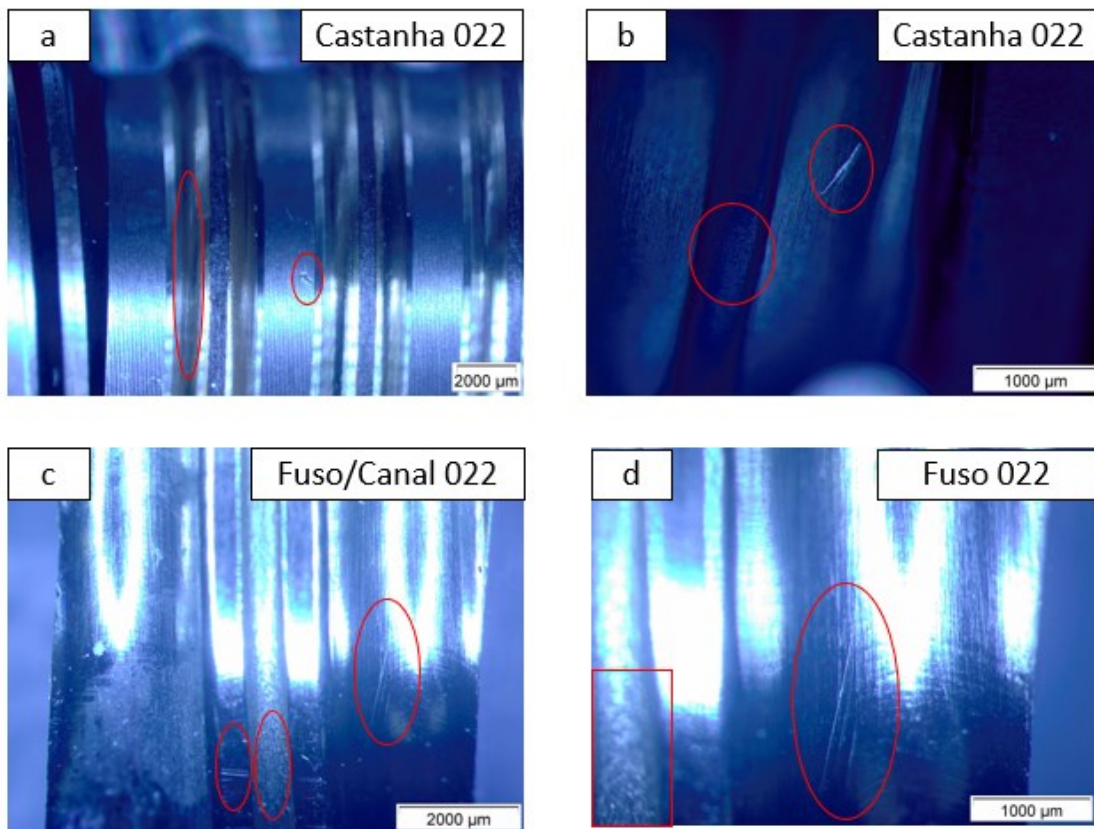 a
Castanha 022
2000 µm
b
Castanha 022
1000 µm
c
Fuso/Canal 022
2000 µm
d
Fuso 022
1000 µm